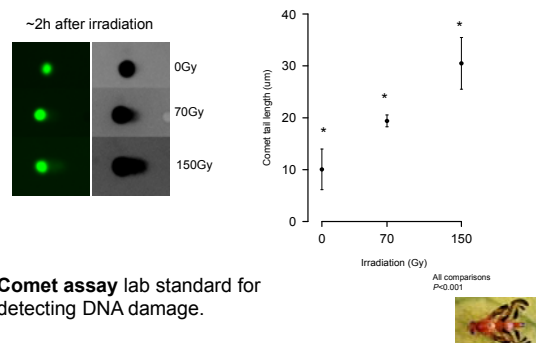 ~2h after irradiation
0Gy
70Gy
150Gy
Comet tail length (um)
40
30
20
10
0
*
*
*
0 70 150
Irradiation (Gy)
All comparisons
P<0.001
Comet assay lab standard for
detecting DNA damage.